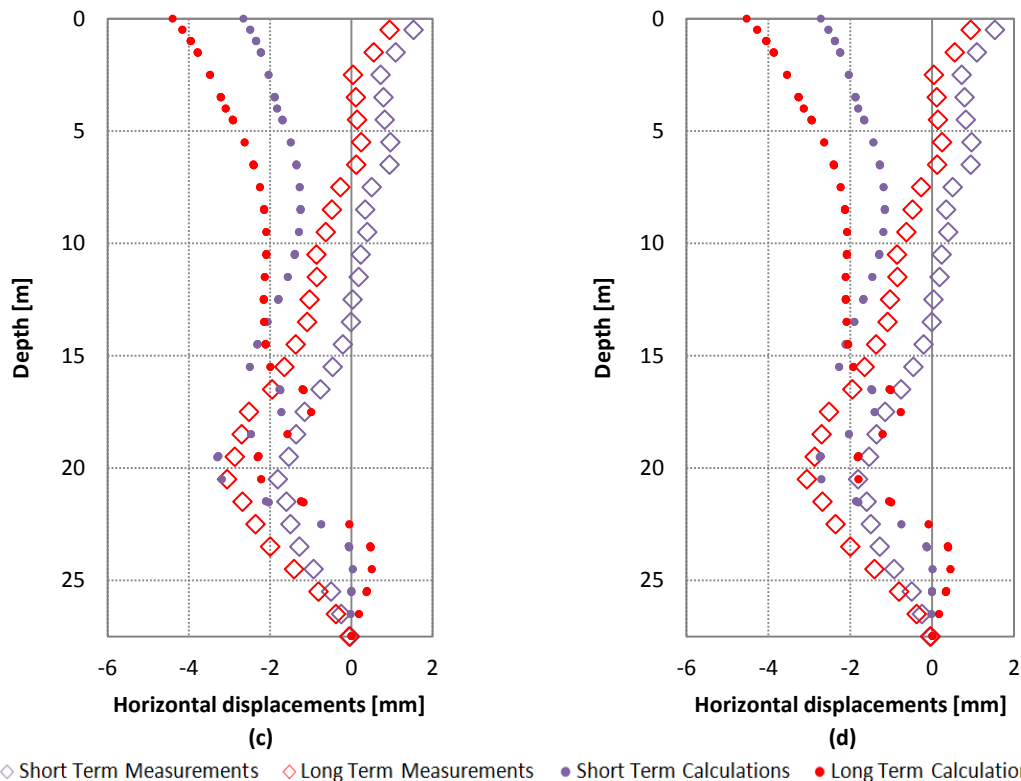 0
5
10
15
20
25
Depth [m]
-6 -4 -2 0 2
Horizontal displacements [mm]
(c)
0
5
10
15
20
25
Depth [m]
-6 -4 -2 0 2
Horizontal displacements [mm]
(d)
Short Term Measurements Long Term Measurements Short Term Calculations Long Term Calculation